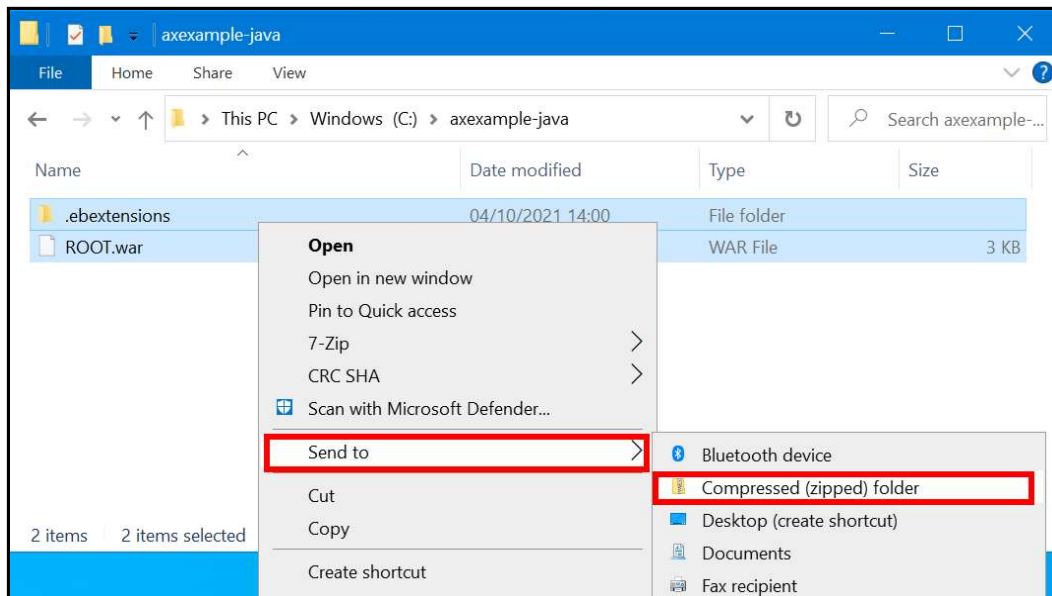 axexample-java
File Home Share View
This PC Windows (C:) axexample-java Search axexample-...
Name Date modified Type Size
.ebextensions 04/10/2021 14:00 File folder
ROOT.war WAR File 3 KB
Open
Open in new window
Pin to Quick access
7-Zip
CRC SHA
Scan with Microsoft Defender...
Send to
Cut
Copy
Create shortcut
Bluetooth device
Compressed (zipped) folder
Desktop (create shortcut)
Documents
Fax recipient
2 items 2 items selected